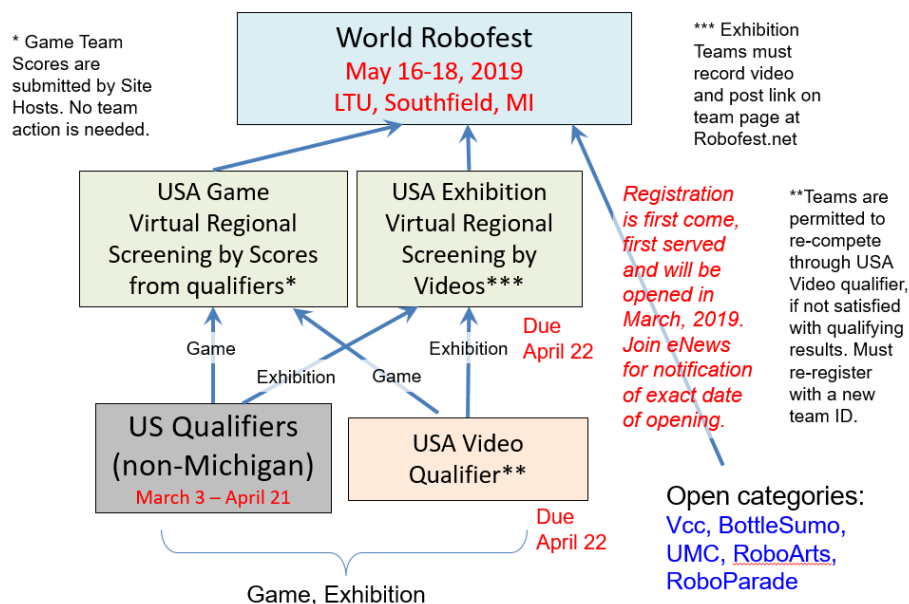 * Game Team
Scores are
submitted by Site
Hosts. No team
action is needed.
World Robofest
May 16-18, 2019
LTU, Southfield, MI
*** Exhibition
Teams must
record video
and post link on
team page at
Robofest.net
USA Game
Virtual Regional
Screening by Scores
from qualifiers*
USA Exhibition
Virtual Regional
Screening by
Videos***
Due
April 22
Registration
is first come,
first served
and will be
opened in
March, 2019.
Join eNews
for notification
of exact date
of opening.
**Teams are
permitted to
re-compete
through USA
Video qualifier,
if not satisfied
with qualifying
results. Must
re-register
with a new
team ID.
Game
Exhibition
Game
Exhibition
US Qualifiers
(non-Michigan)
March 3 – April 21
USA Video
Qualifier**
Due
April 22
Open categories:
Vcc, BottleSumo,
UMC, RoboArts,
RoboParade
Game, Exhibition